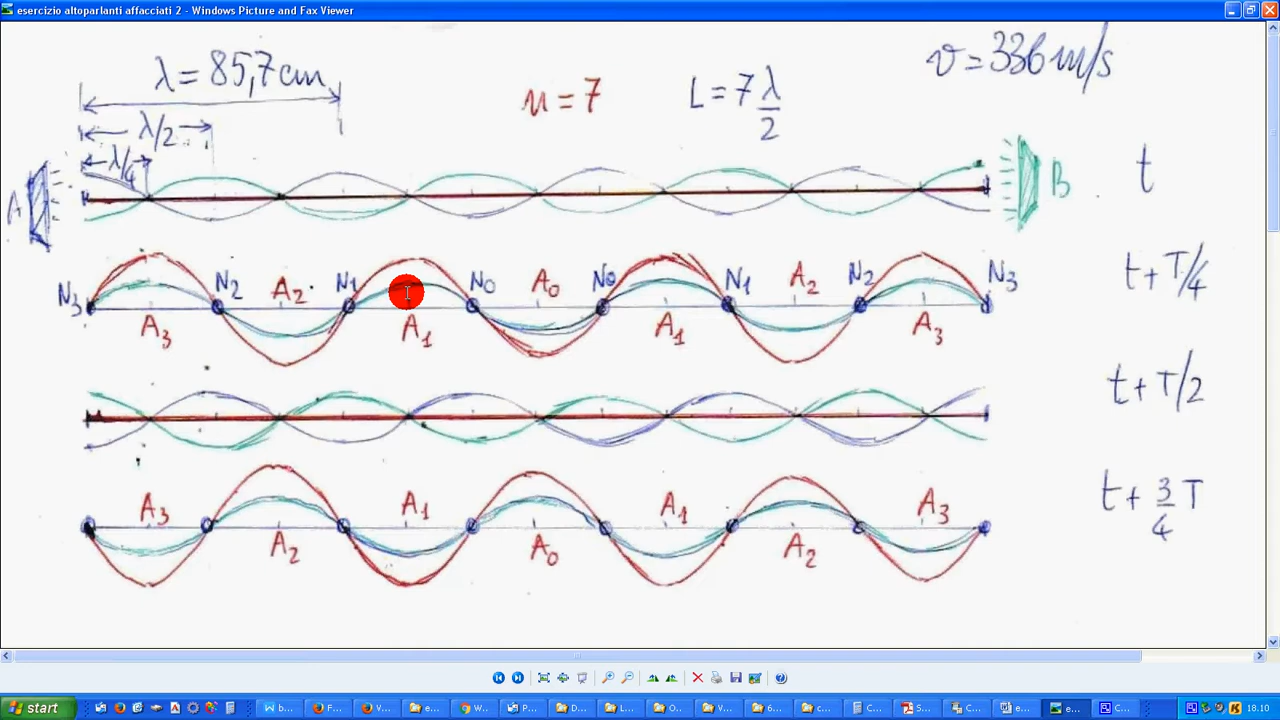 esercizio altoparlanti affacciati 2 - Windows Picture and Fax Viewer
λ = 85,7 cm
n = 7
L = 7 λ/2
v = 336 m/s
λ/2
λ/4
A
B
t
N3 N2 N1 N0 N0 N1 N2 N3
A3 A2 A1 A0 A1 A2 A3
t + T/4
t + T/2
A3 A2 A1 A0 A1 A2 A3
t + 3/4 T
start
b...
F...
V...
e...
W...
P...
D...
L...
O...
V...
6...
c...
C...
S...
C...
e...
e...
C...
18.10